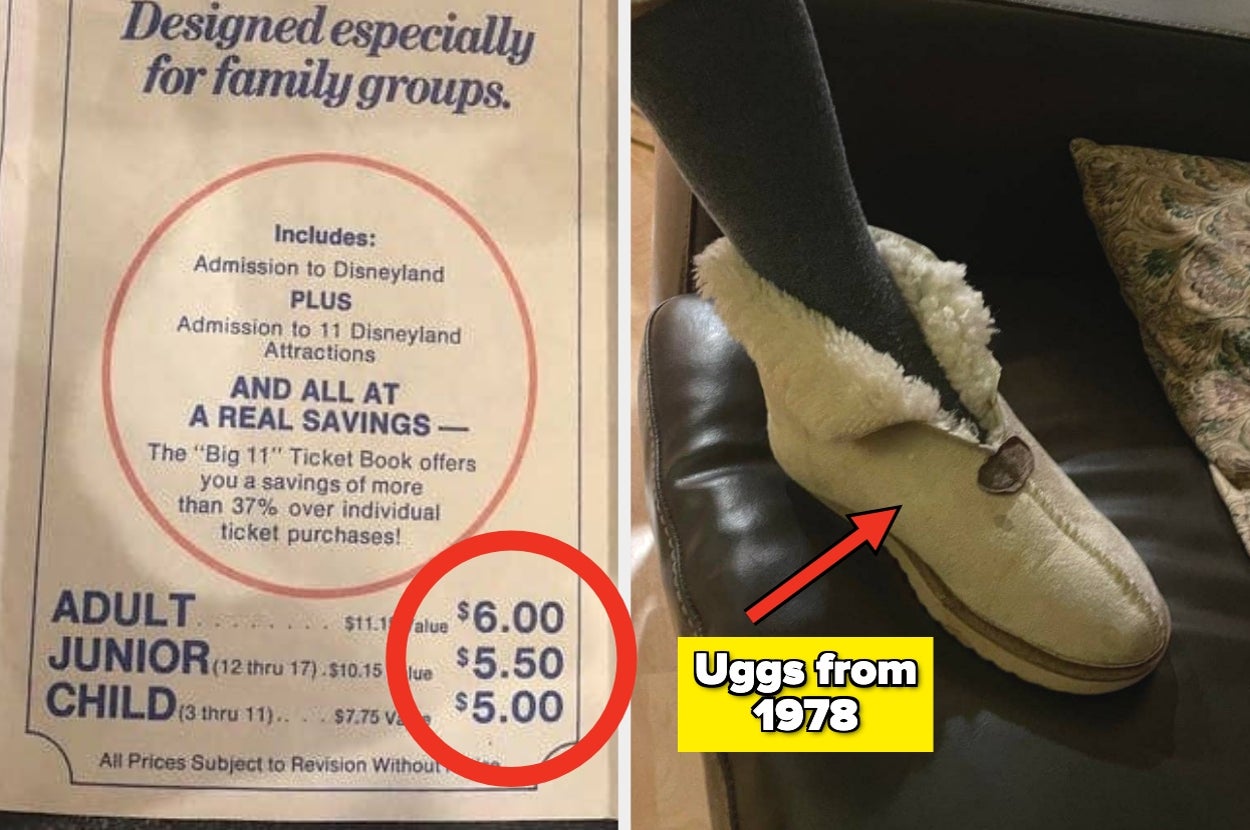 Designed especially
for family groups.
Includes:
Admission to Disneyland
PLUS
Admission to 11 Disneyland
Attractions
AND ALL AT
A REAL SAVINGS —
The "Big 11" Ticket Book offers
you a savings of more
than 37% over individual
ticket purchases!
ADULT . . . . . . . . alue $6.00
JUNIOR (12 thru 17) . $10.15 lue $5.50
CHILD (3 thru 11) . . . . $7.75 $5.00
All Prices Subject to Revision Without
Uggs from
1978